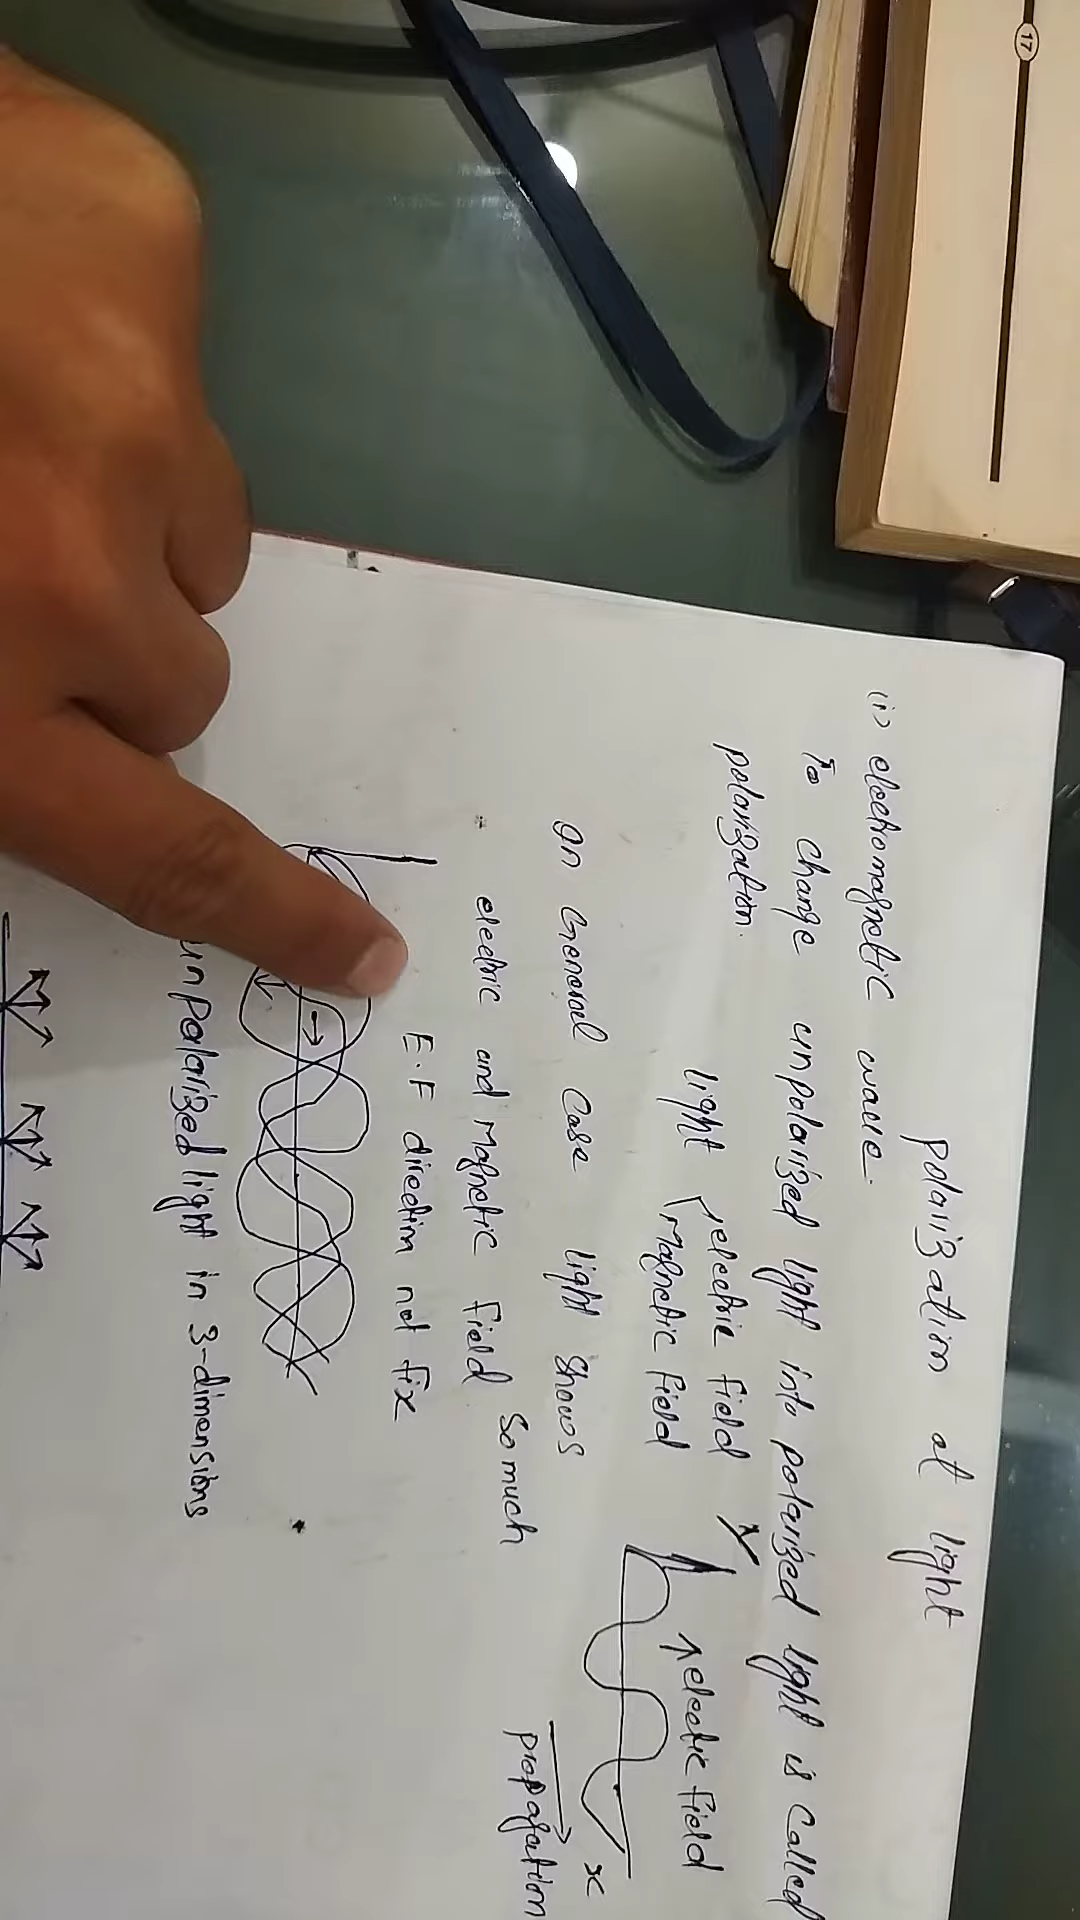 17
polarization of light
(i) electromagnetic wave.
To change unpolarized light into polarized light is called
polarization.
light electric field
Magnetic field
y
electic field
x
propagation
In General Case light shows
So much
electric and Magnetic field
E.F direction not fix
unpolarized light in 3-dimensions